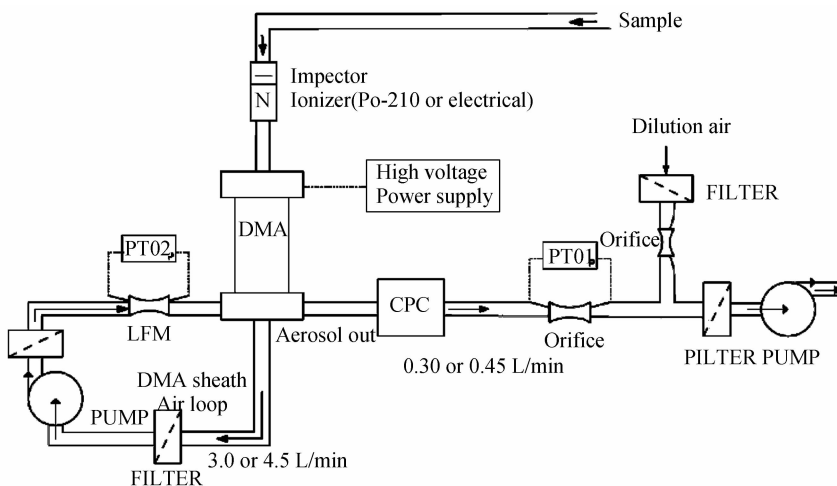 Sample
Impector
Ionizer(Po-210 or electrical)
N
Dilution air
High voltage
Power supply
FILTER
DMA
Orifice
PT02
PT01
CPC
LFM
Aerosol out
Orifice
PILTER PUMP
0.30 or 0.45 L/min
DMA sheath
Air loop
PUMP
3.0 or 4.5 L/min
FILTER